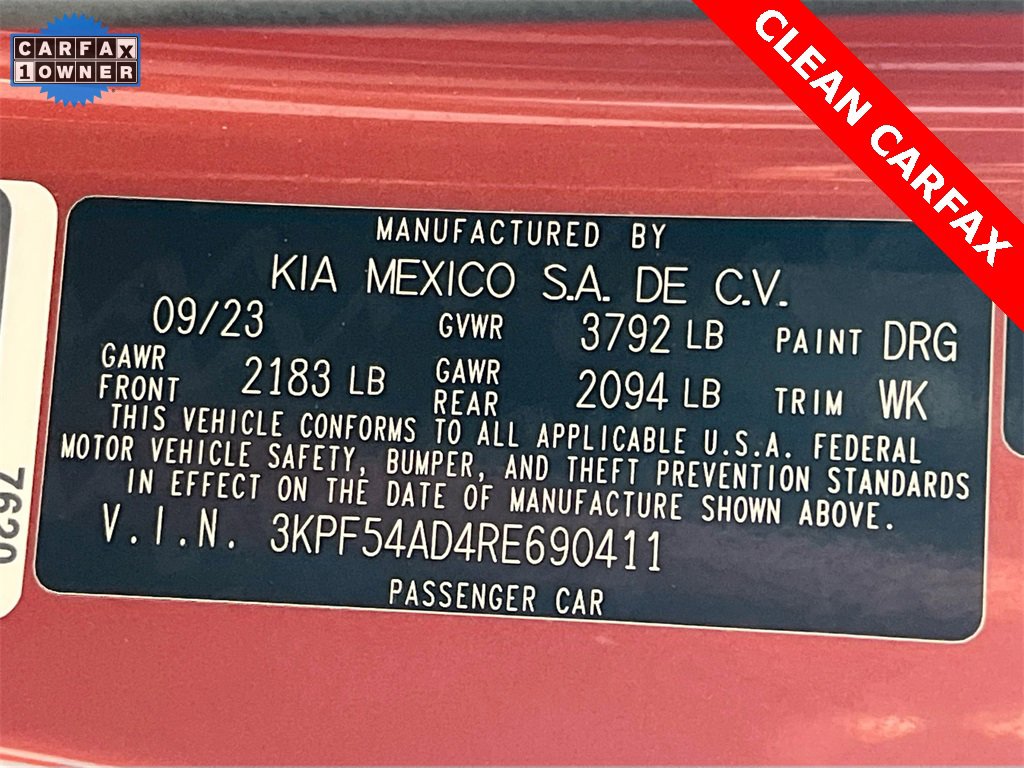 CARFAX
1 OWNER
CLEAN CARFAX
MANUFACTURED BY
KIA MEXICO S.A. DE C.V.
09/23 GVWR 3792 LB PAINT DRG
GAWR FRONT 2183 LB GAWR REAR 2094 LB TRIM WK
THIS VEHICLE CONFORMS TO ALL APPLICABLE U.S.A. FEDERAL
MOTOR VEHICLE SAFETY, BUMPER, AND THEFT PREVENTION STANDARDS
IN EFFECT ON THE DATE OF MANUFACTURE SHOWN ABOVE.
V.I.N. 3KPF54AD4RE690411
PASSENGER CAR